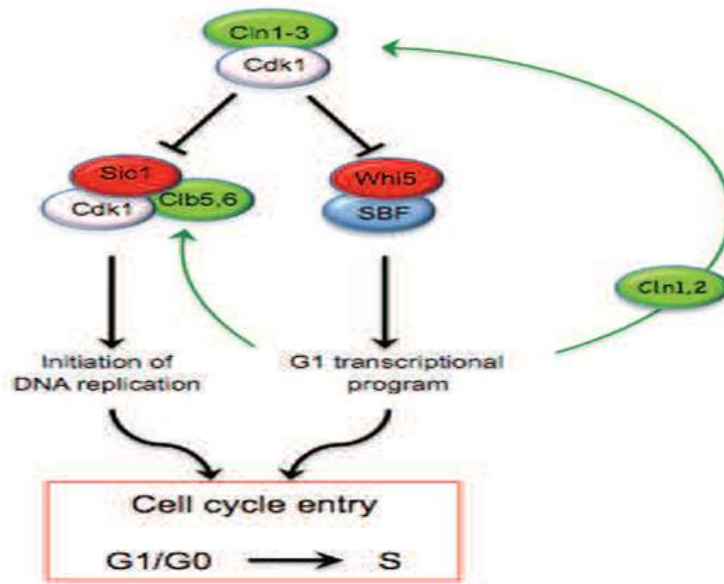 Cln1-3
Cdk1
Sic1
Cdk1
Clb5,6
Whi5
SBF
Cln1,2
Initiation of
DNA replication
G1 transcriptional
program
Cell cycle entry
G1/G0
S